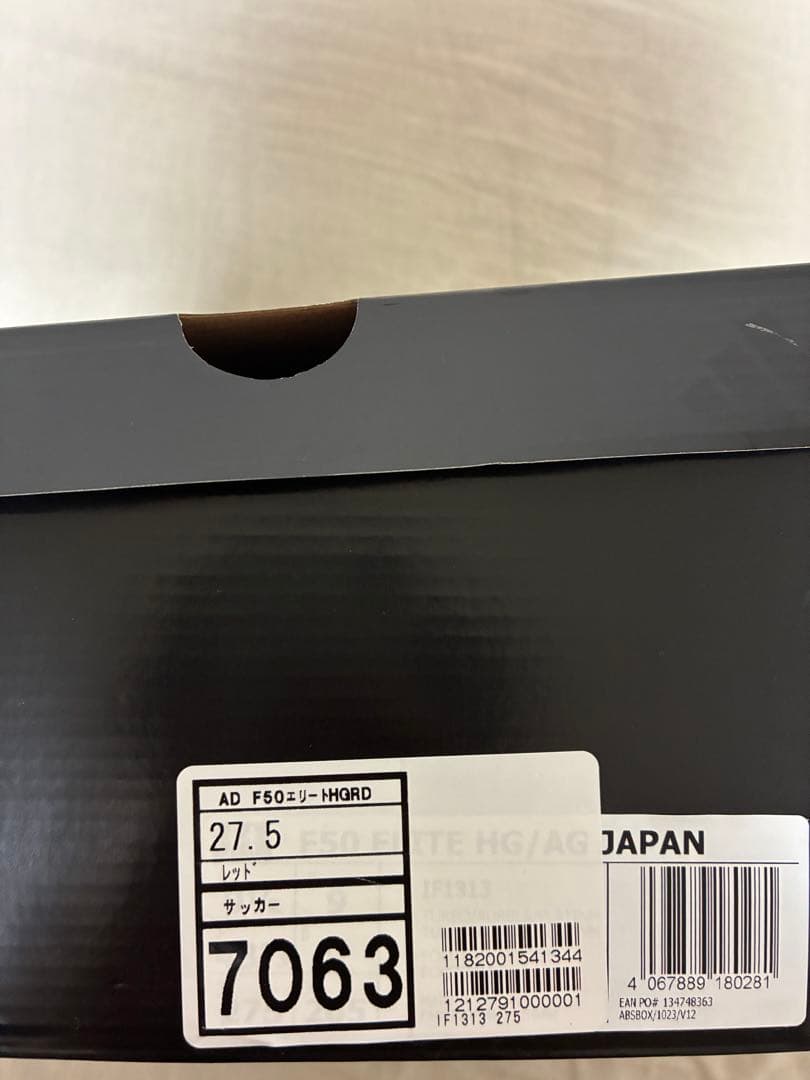 AD F50エリートHGRD
27.5
レッド
サッカー
7063
F50 ELITE HG/AG JAPAN
IF1313
1182001541344
1212791000001
IF1313 275
4 067889 180281
EAN PO# 134748363
ABSBOX/1023/V12